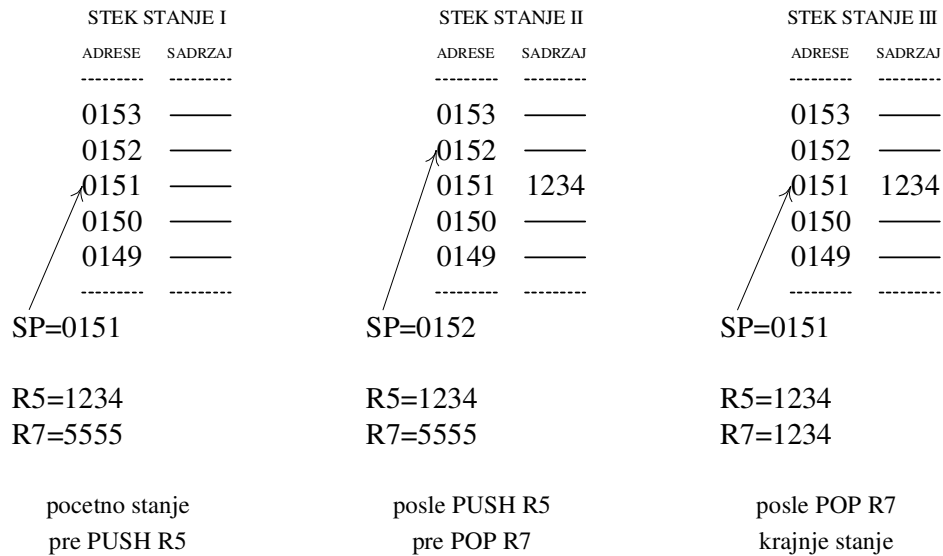 STEK STANJE I
ADRESE SADRZAJ
--------- ---------
0153 ——
0152 ——
0151 ——
0150 ——
0149 ——
--------- ---------
SP=0151
R5=1234
R7=5555
pocetno stanje
pre PUSH R5
STEK STANJE II
ADRESE SADRZAJ
--------- ---------
0153 ——
0152 ——
0151 1234
0150 ——
0149 ——
--------- ---------
SP=0152
R5=1234
R7=5555
posle PUSH R5
pre POP R7
STEK STANJE III
ADRESE SADRZAJ
--------- ---------
0153 ——
0152 ——
0151 1234
0150 ——
0149 ——
--------- ---------
SP=0151
R5=1234
R7=1234
posle POP R7
krajnje stanje